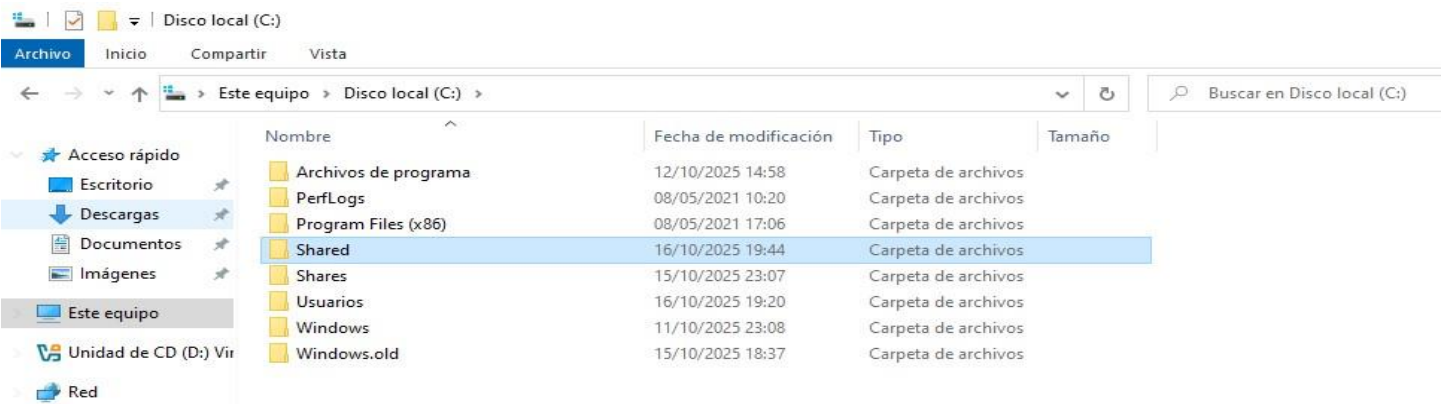 Disco local (C:)
Archivo Inicio Compartir Vista
Este equipo > Disco local (C:) >
Buscar en Disco local (C:)
Acceso rápido
Escritorio
Descargas
Documentos
Imágenes
Este equipo
Unidad de CD (D:) Vir
Red
Nombre Fecha de modificación Tipo Tamaño
Archivos de programa 12/10/2025 14:58 Carpeta de archivos
PerfLogs 08/05/2021 10:20 Carpeta de archivos
Program Files (x86) 08/05/2021 17:06 Carpeta de archivos
Shared 16/10/2025 19:44 Carpeta de archivos
Shares 15/10/2025 23:07 Carpeta de archivos
Usuarios 16/10/2025 19:20 Carpeta de archivos
Windows 11/10/2025 23:08 Carpeta de archivos
Windows.old 15/10/2025 18:37 Carpeta de archivos